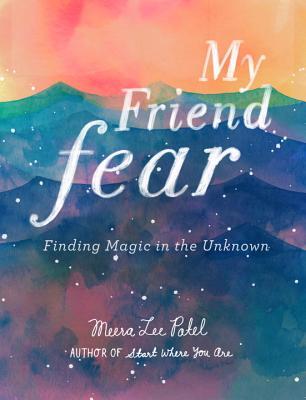 My
Friend
fear
Finding Magic in the Unknown
Meera Lee Patel
AUTHOR OF Start Where You Are